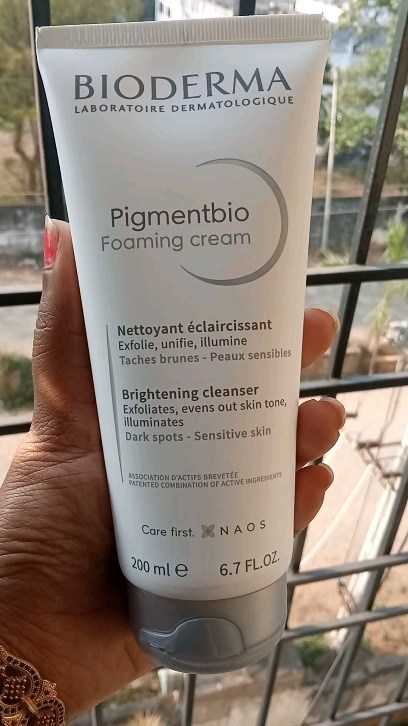 BIODERMA
LABORATOIRE DERMATOLOGIQUE
Pigmentbio
Foaming cream
Nettoyant éclaircissant
Exfolie, unifie, illumine
Taches brunes - Peaux sensibles
Brightening cleanser
Exfoliates, evens out skin tone,
illuminates
Dark spots - Sensitive skin
ASSOCIATION D'ACTIFS BREVETÉE
PATENTED COMBINATION OF ACTIVE INGREDIENTS
Care first. NAOS
200 ml e 6.7 FL.OZ.